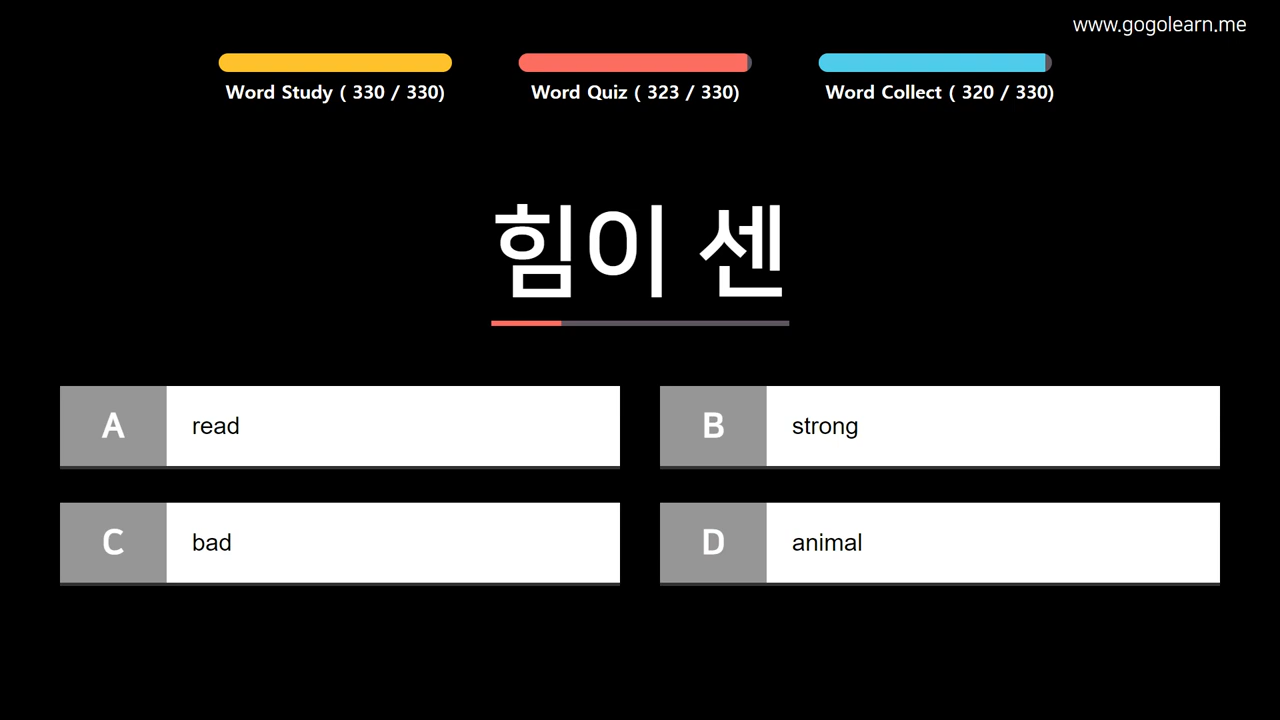 www.gogolearn.me
Word Study ( 330 / 330)
Word Quiz ( 323 / 330)
Word Collect ( 320 / 330)
힘이 센
A read
B strong
C bad
D animal